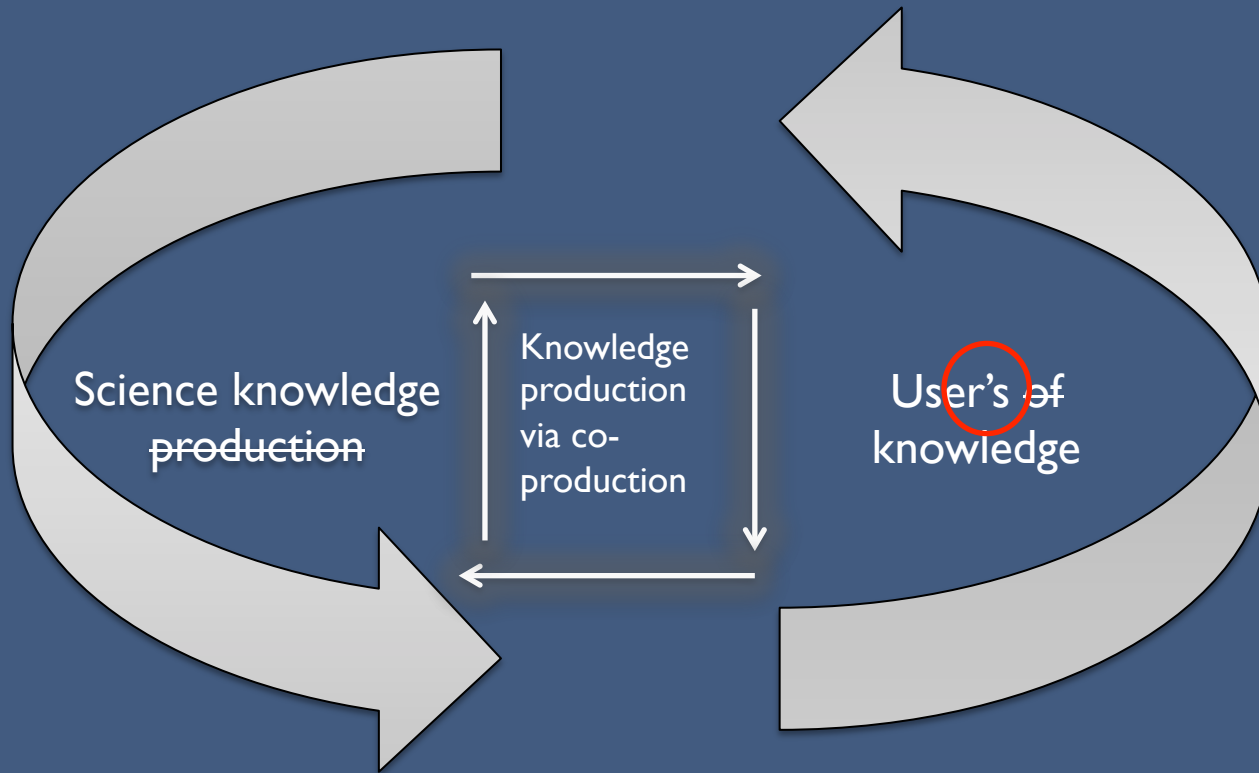 Science knowledge
production
Knowledge
production
via co-
production
User's of
knowledge